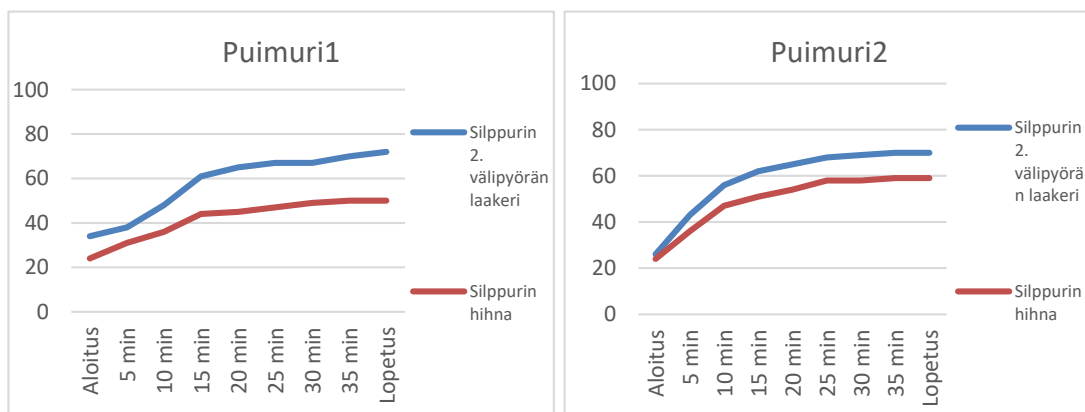 Puimuri1
100
80
60
40
20
0
Aloitus
5 min
10 min
15 min
20 min
25 min
30 min
35 min
Lopetus
Silppurin
2.
välipyörän
laakeri
Silppurin
hihna
Puimuri2
100
80
60
40
20
0
Aloitus
5 min
10 min
15 min
20 min
25 min
30 min
35 min
Lopetus
Silppurin
2.
välipyörä
n laakeri
Silppurin
hihna